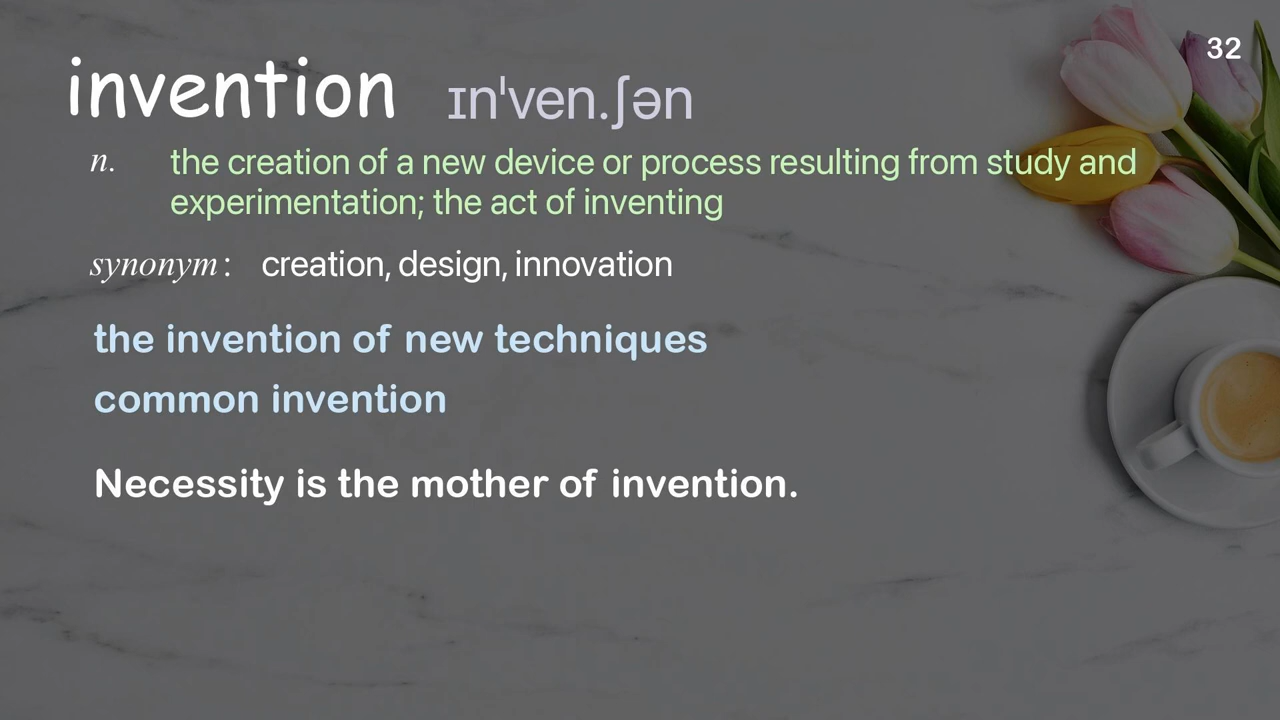 32
invention ɪnˈven.ʃən
n. the creation of a new device or process resulting from study and
experimentation; the act of inventing
synonym: creation, design, innovation
the invention of new techniques
common invention
Necessity is the mother of invention.